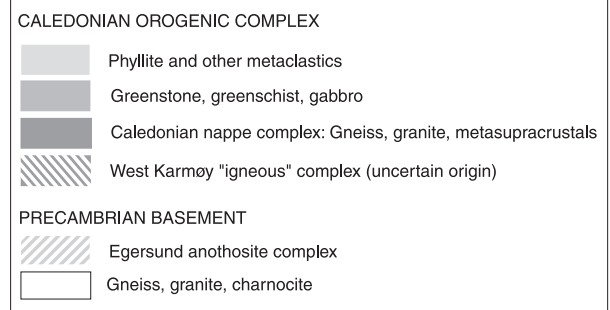 CALEDONIAN OROGENIC COMPLEX
Phyllite and other metaclastics
Greenstone, greenschist, gabbro
Caledonian nappe complex: Gneiss, granite, metasupracrustals
West Karmøy "igneous" complex (uncertain origin)
PRECAMBRIAN BASEMENT
Egersund anothosite complex
Gneiss, granite, charnocite